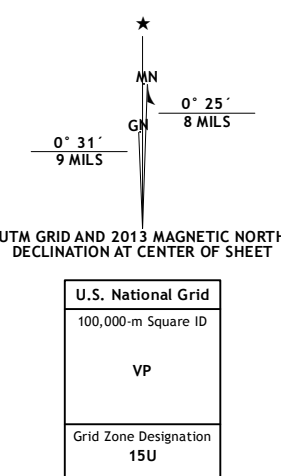 MN
0° 25´
8 MILS
GN
0° 31´
9 MILS
UTM GRID AND 2013 MAGNETIC NORTH
DECLINATION AT CENTER OF SHEET
U.S. National Grid
100,000-m Square ID
VP
Grid Zone Designation
15U